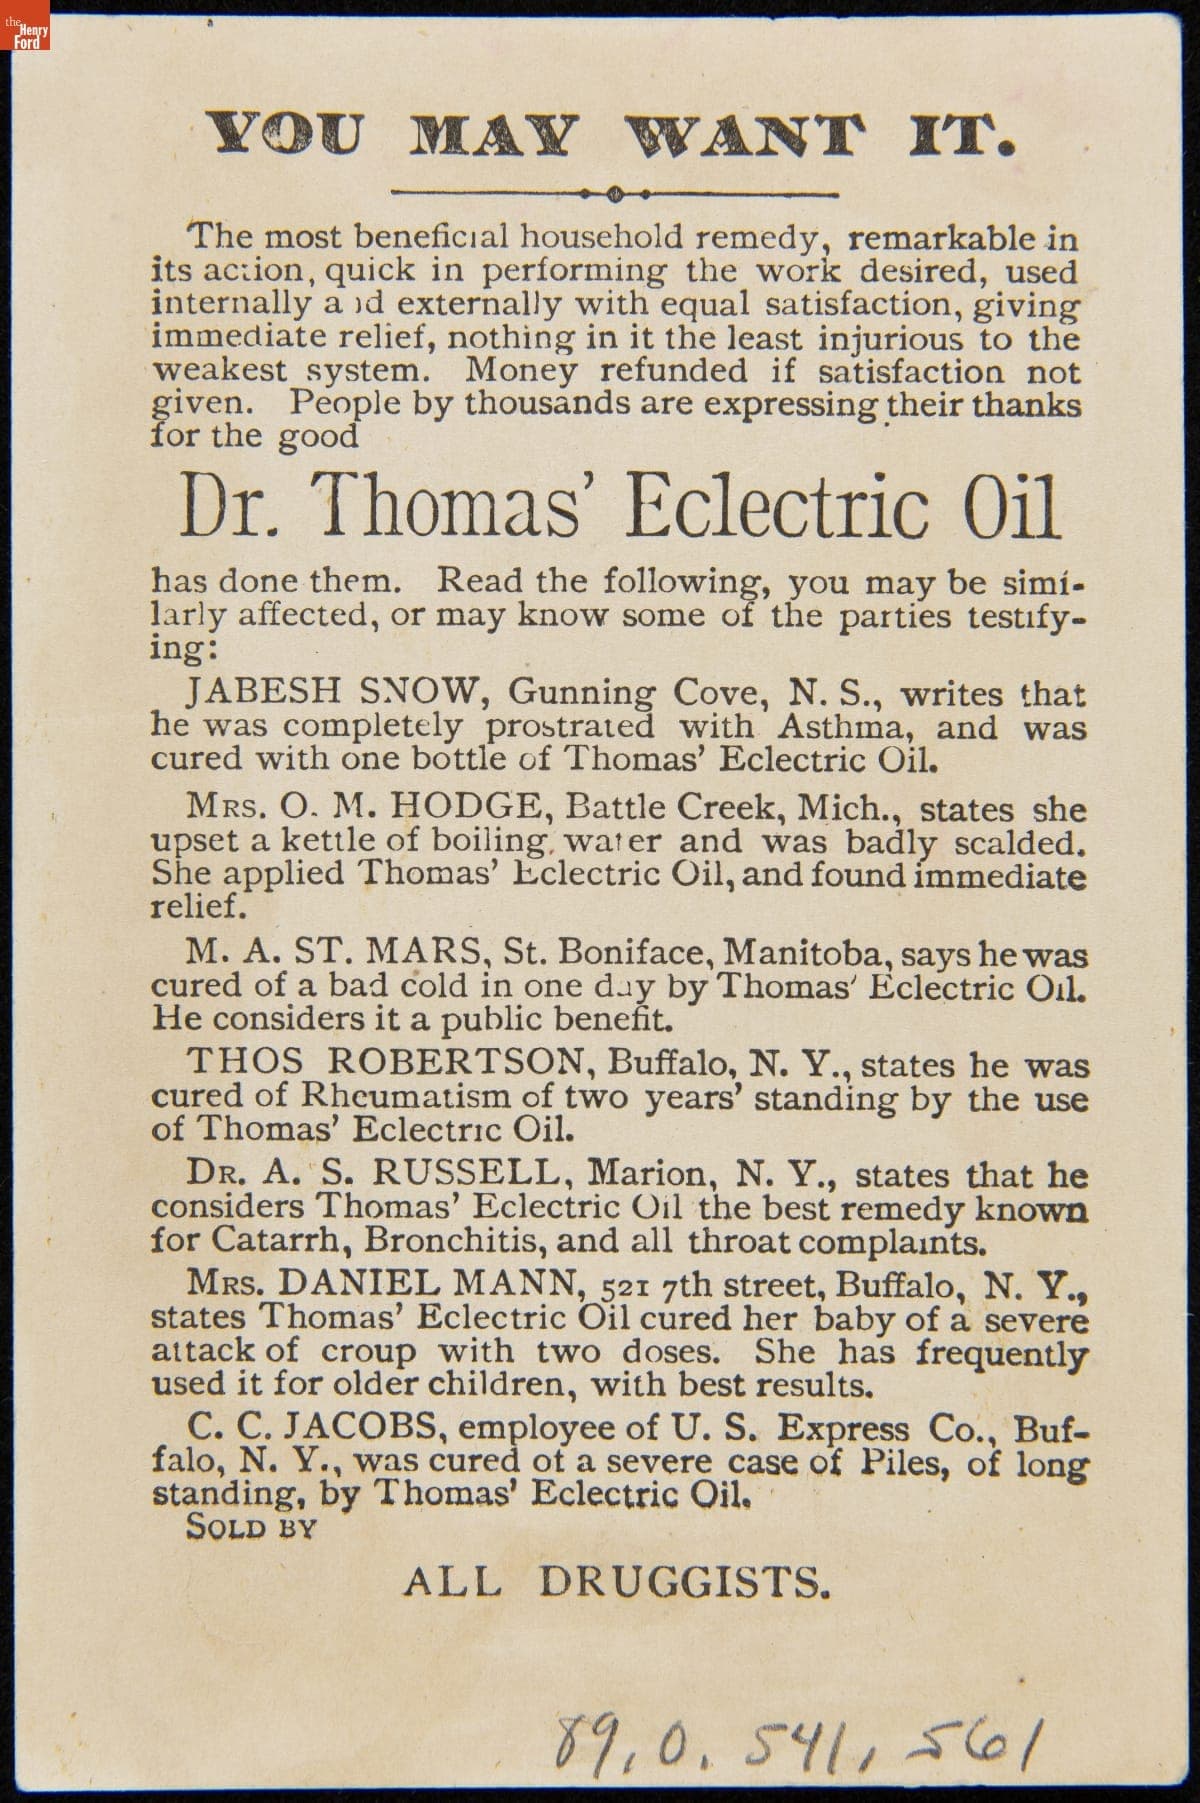 the
Henry
Ford
YOU MAY WANT IT.
The most beneficial household remedy, remarkable in
its action, quick in performing the work desired, used
internally and externally with equal satisfaction, giving
immediate relief, nothing in it the least injurious to the
weakest system. Money refunded if satisfaction not
given. People by thousands are expressing their thanks
for the good
Dr. Thomas' Eclectric Oil
has done them. Read the following, you may be simi-
larly affected, or may know some of the parties testify-
ing:
JABESH SNOW, Gunning Cove, N. S., writes that
he was completely prostrated with Asthma, and was
cured with one bottle of Thomas' Eclectric Oil.
MRS. O. M. HODGE, Battle Creek, Mich., states she
upset a kettle of boiling water and was badly scalded.
She applied Thomas' Eclectric Oil, and found immediate
relief.
M. A. ST. MARS, St. Boniface, Manitoba, says he was
cured of a bad cold in one day by Thomas' Eclectric Oil.
He considers it a public benefit.
THOS ROBERTSON, Buffalo, N. Y., states he was
cured of Rheumatism of two years' standing by the use
of Thomas' Eclectric Oil.
DR. A. S. RUSSELL, Marion, N. Y., states that he
considers Thomas' Eclectric Oil the best remedy known
for Catarrh, Bronchitis, and all throat complaints.
MRS. DANIEL MANN, 521 7th street, Buffalo, N. Y.,
states Thomas' Eclectric Oil cured her baby of a severe
attack of croup with two doses. She has frequently
used it for older children, with best results.
C. C. JACOBS, employee of U. S. Express Co., Buf-
falo, N. Y., was cured of a severe case of Piles, of long
standing, by Thomas' Eclectric Oil.
SOLD BY
ALL DRUGGISTS.
89.0.541.561